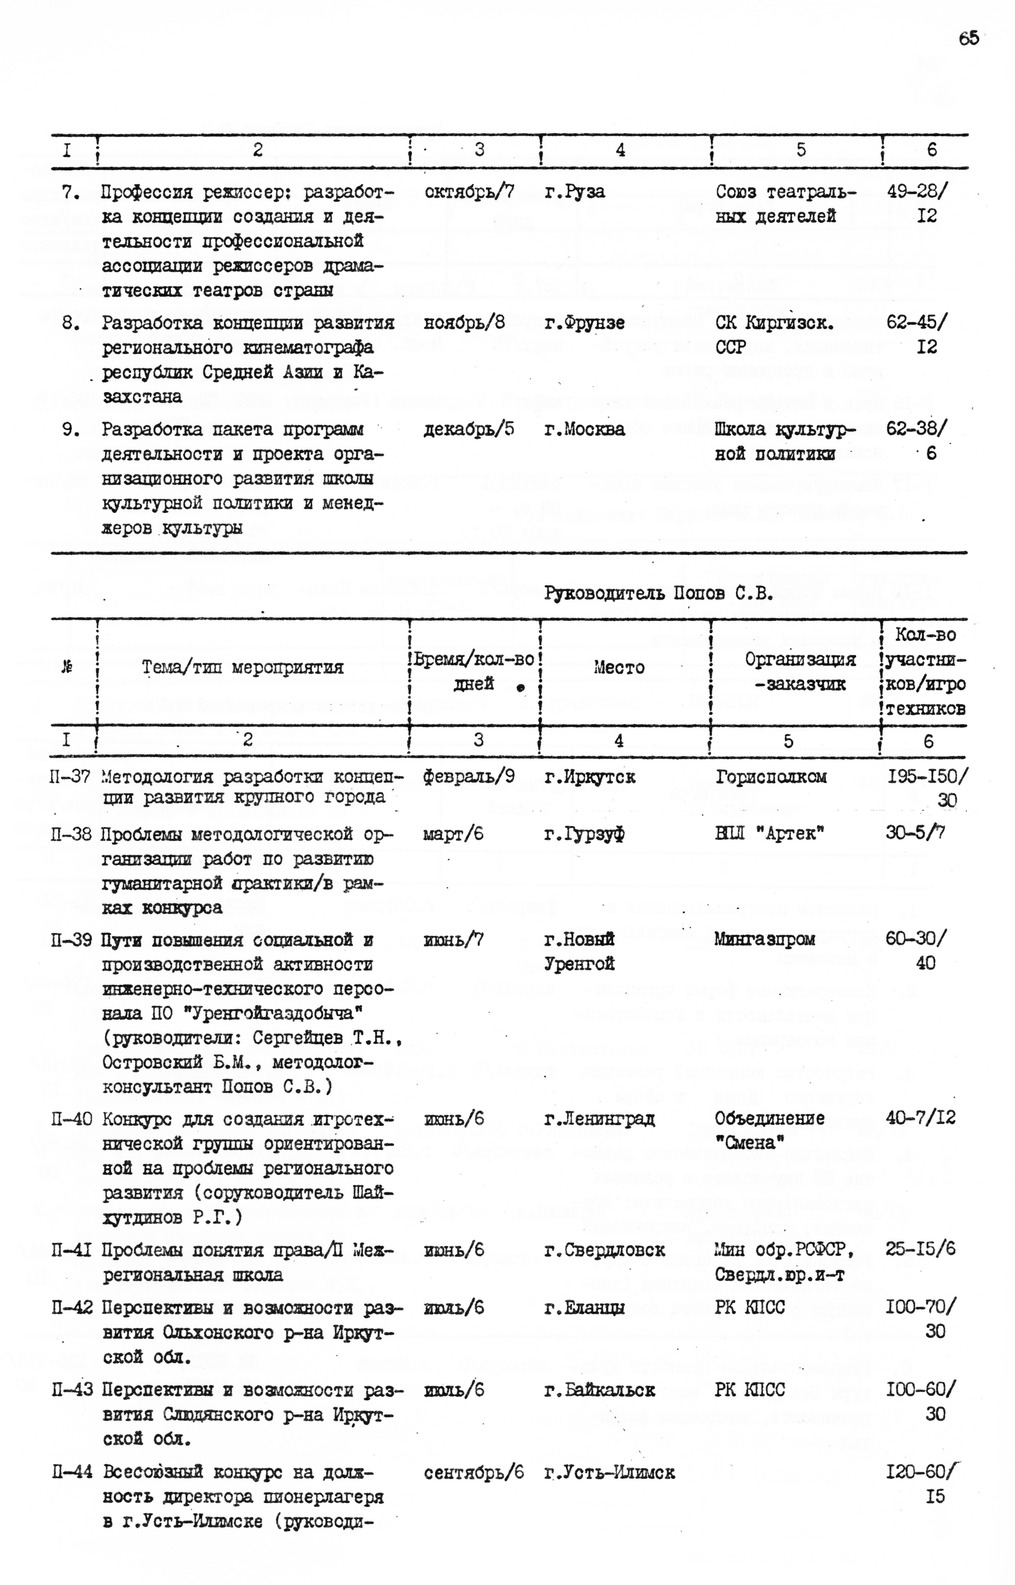 65
I 2 3 4 5 6
7. Профессия режиссер: разработ- октябрь/7 г.Руза Союз театраль- 49-28/
ка концепции создания и дея- ных деятелей 12
тельности профессиональной
ассоциации режиссеров драма-
тических театров страны
8. Разработка концепции развития ноябрь/8 г.Фрунзе СК Киргизск. 62-45/
регионального кинематографа ССР 12
республик Средней Азии и Ка-
захстана
9. Разработка пакета программ декабрь/5 г.Москва Школа культур- 62-38/
деятельности и проекта орга- ной политики 6
низационного развития школы
культурной политики и менед-
жеров культуры
Руководитель Попов С.В.
Кол-во
№ Тема/тип мероприятия Время/кол-во Место Организация участни-
дней -заказчик ков/игро
техников
I 2 3 4 5 6
П-37 Методология разработки концеп- февраль/9 г.Иркутск Горисполком 195-150/
ции развития крупного города 30
П-38 Проблемы методологической ор- март/6 г.Гурзуф "Артек" 30-5/7
ганизации работ по развитию
гуманитарной практики/в рам-
ках конкурса
П-39 Пути повышения социальной и июнь/7 г.Новый Мингазпром 60-30/
производственной активности Уренгой 40
инженерно-технического персо-
нала ПО "Уренгойгаздобыча"
(руководители: Сергейцев Т.Н.,
Островский Б.М., методолог-
консультант Попов С.В.)
П-40 Конкурс для создания игротех- июнь/6 г.Ленинград Объединение 40-7/12
нической группы ориентирован- "Смена"
ной на проблемы регионального
развития (соруководитель Шай-
хутдинов Р.Г.)
П-41 Проблемы понятия права/П Меж- июнь/6 г.Свердловск Мин обр.РСФСР, 25-15/6
региональная школа Свердл.юр.и-т
П-42 Перспективы и возможности раз- июль/6 г.Еланцы РК КПСС 100-70/
вития Ольхонского р-на Иркут- 30
ской обл.
П-43 Перспективы и возможности раз- июль/6 г.Байкальск РК КПСС 100-60/
вития Слюдянского р-на Иркут- 30
ской обл.
П-44 Всесоюзный конкурс на долж- сентябрь/6 г.Усть-Илимск 120-60/
ность директора пионерлагеря 15
в г.Усть-Илимске (руководи-